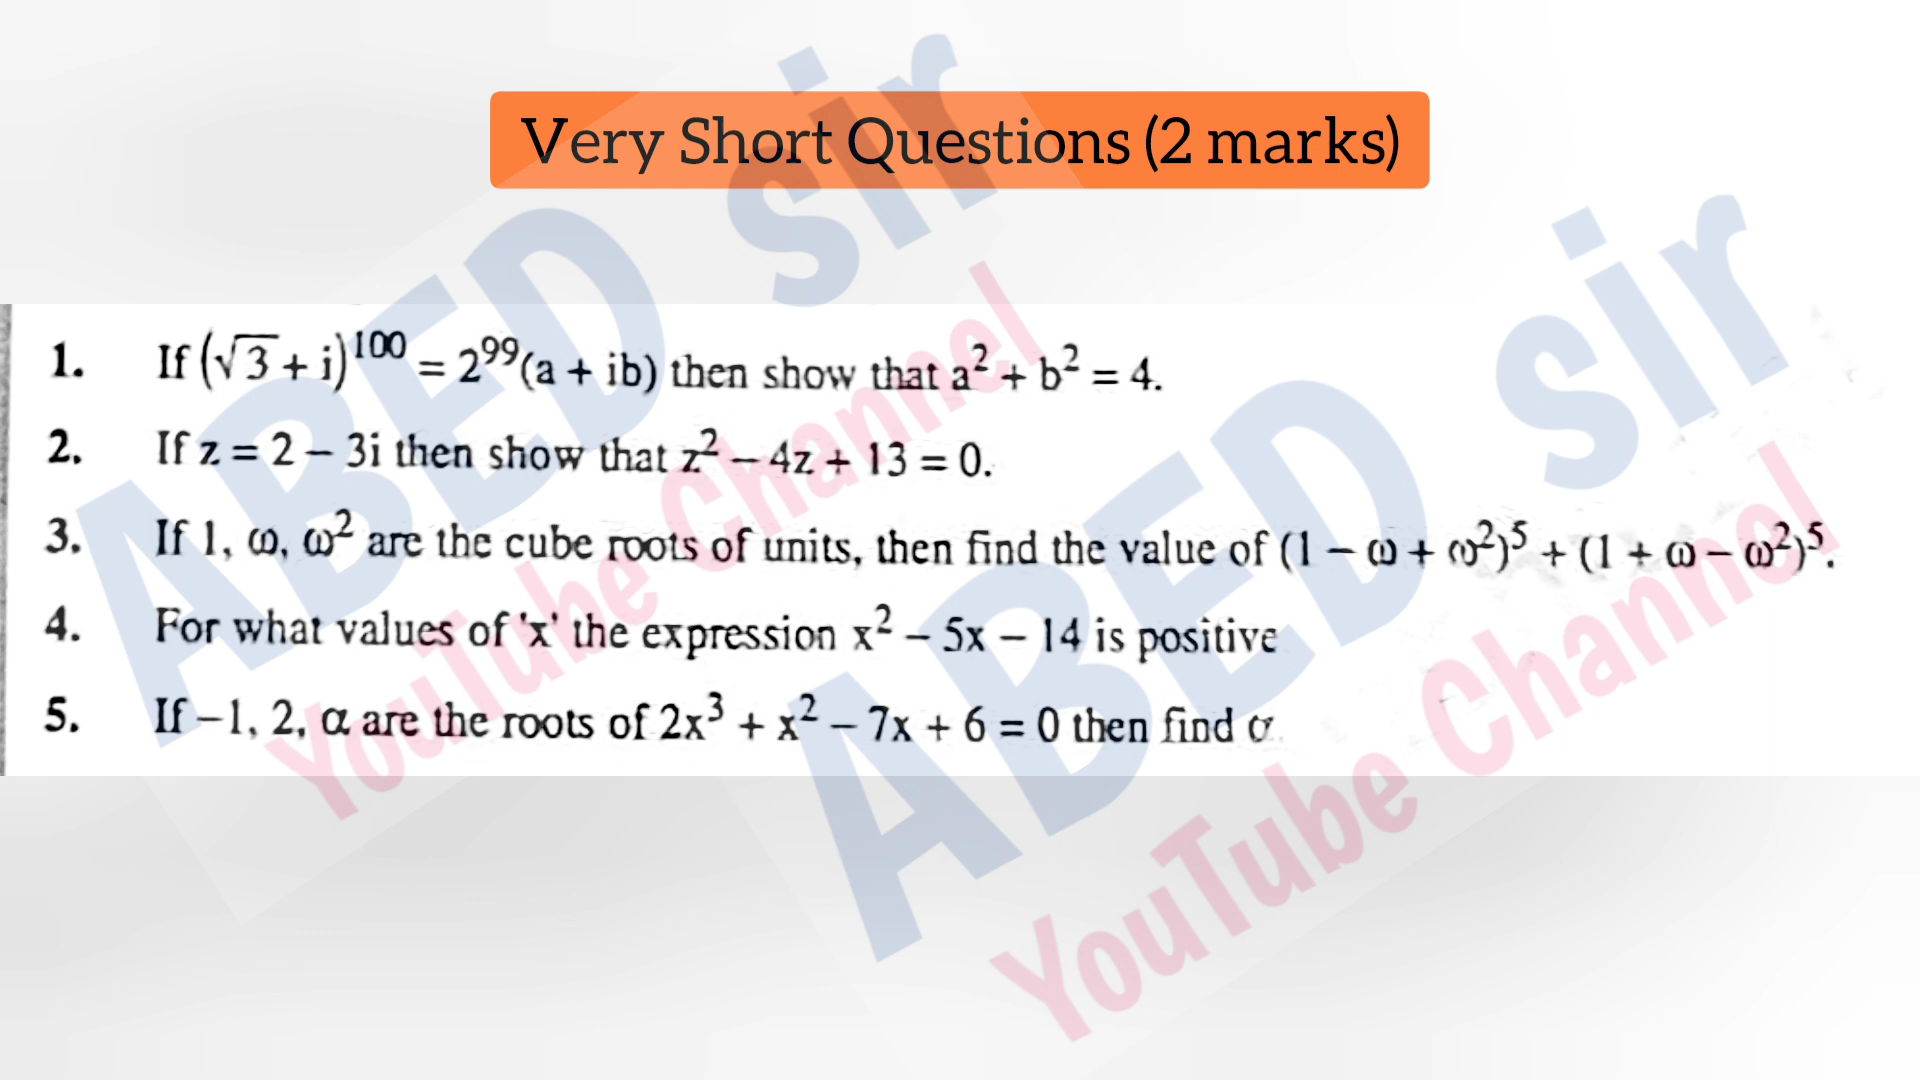 Very Short Questions (2 marks)
1. If (√3 + i)¹⁰⁰ = 2⁹⁹(a + ib) then show that a² + b² = 4.
2. If z = 2 – 3i then show that z² – 4z + 13 = 0.
3. If 1, ω, ω² are the cube roots of units, then find the value of (1 – ω + ω²)⁵ + (1 + ω – ω²)⁵.
4. For what values of 'x' the expression x² – 5x – 14 is positive
5. If –1, 2, α are the roots of 2x³ + x² – 7x + 6 = 0 then find α.
ABED sir
YouTube Channel
ABED sir
YouTube Channel